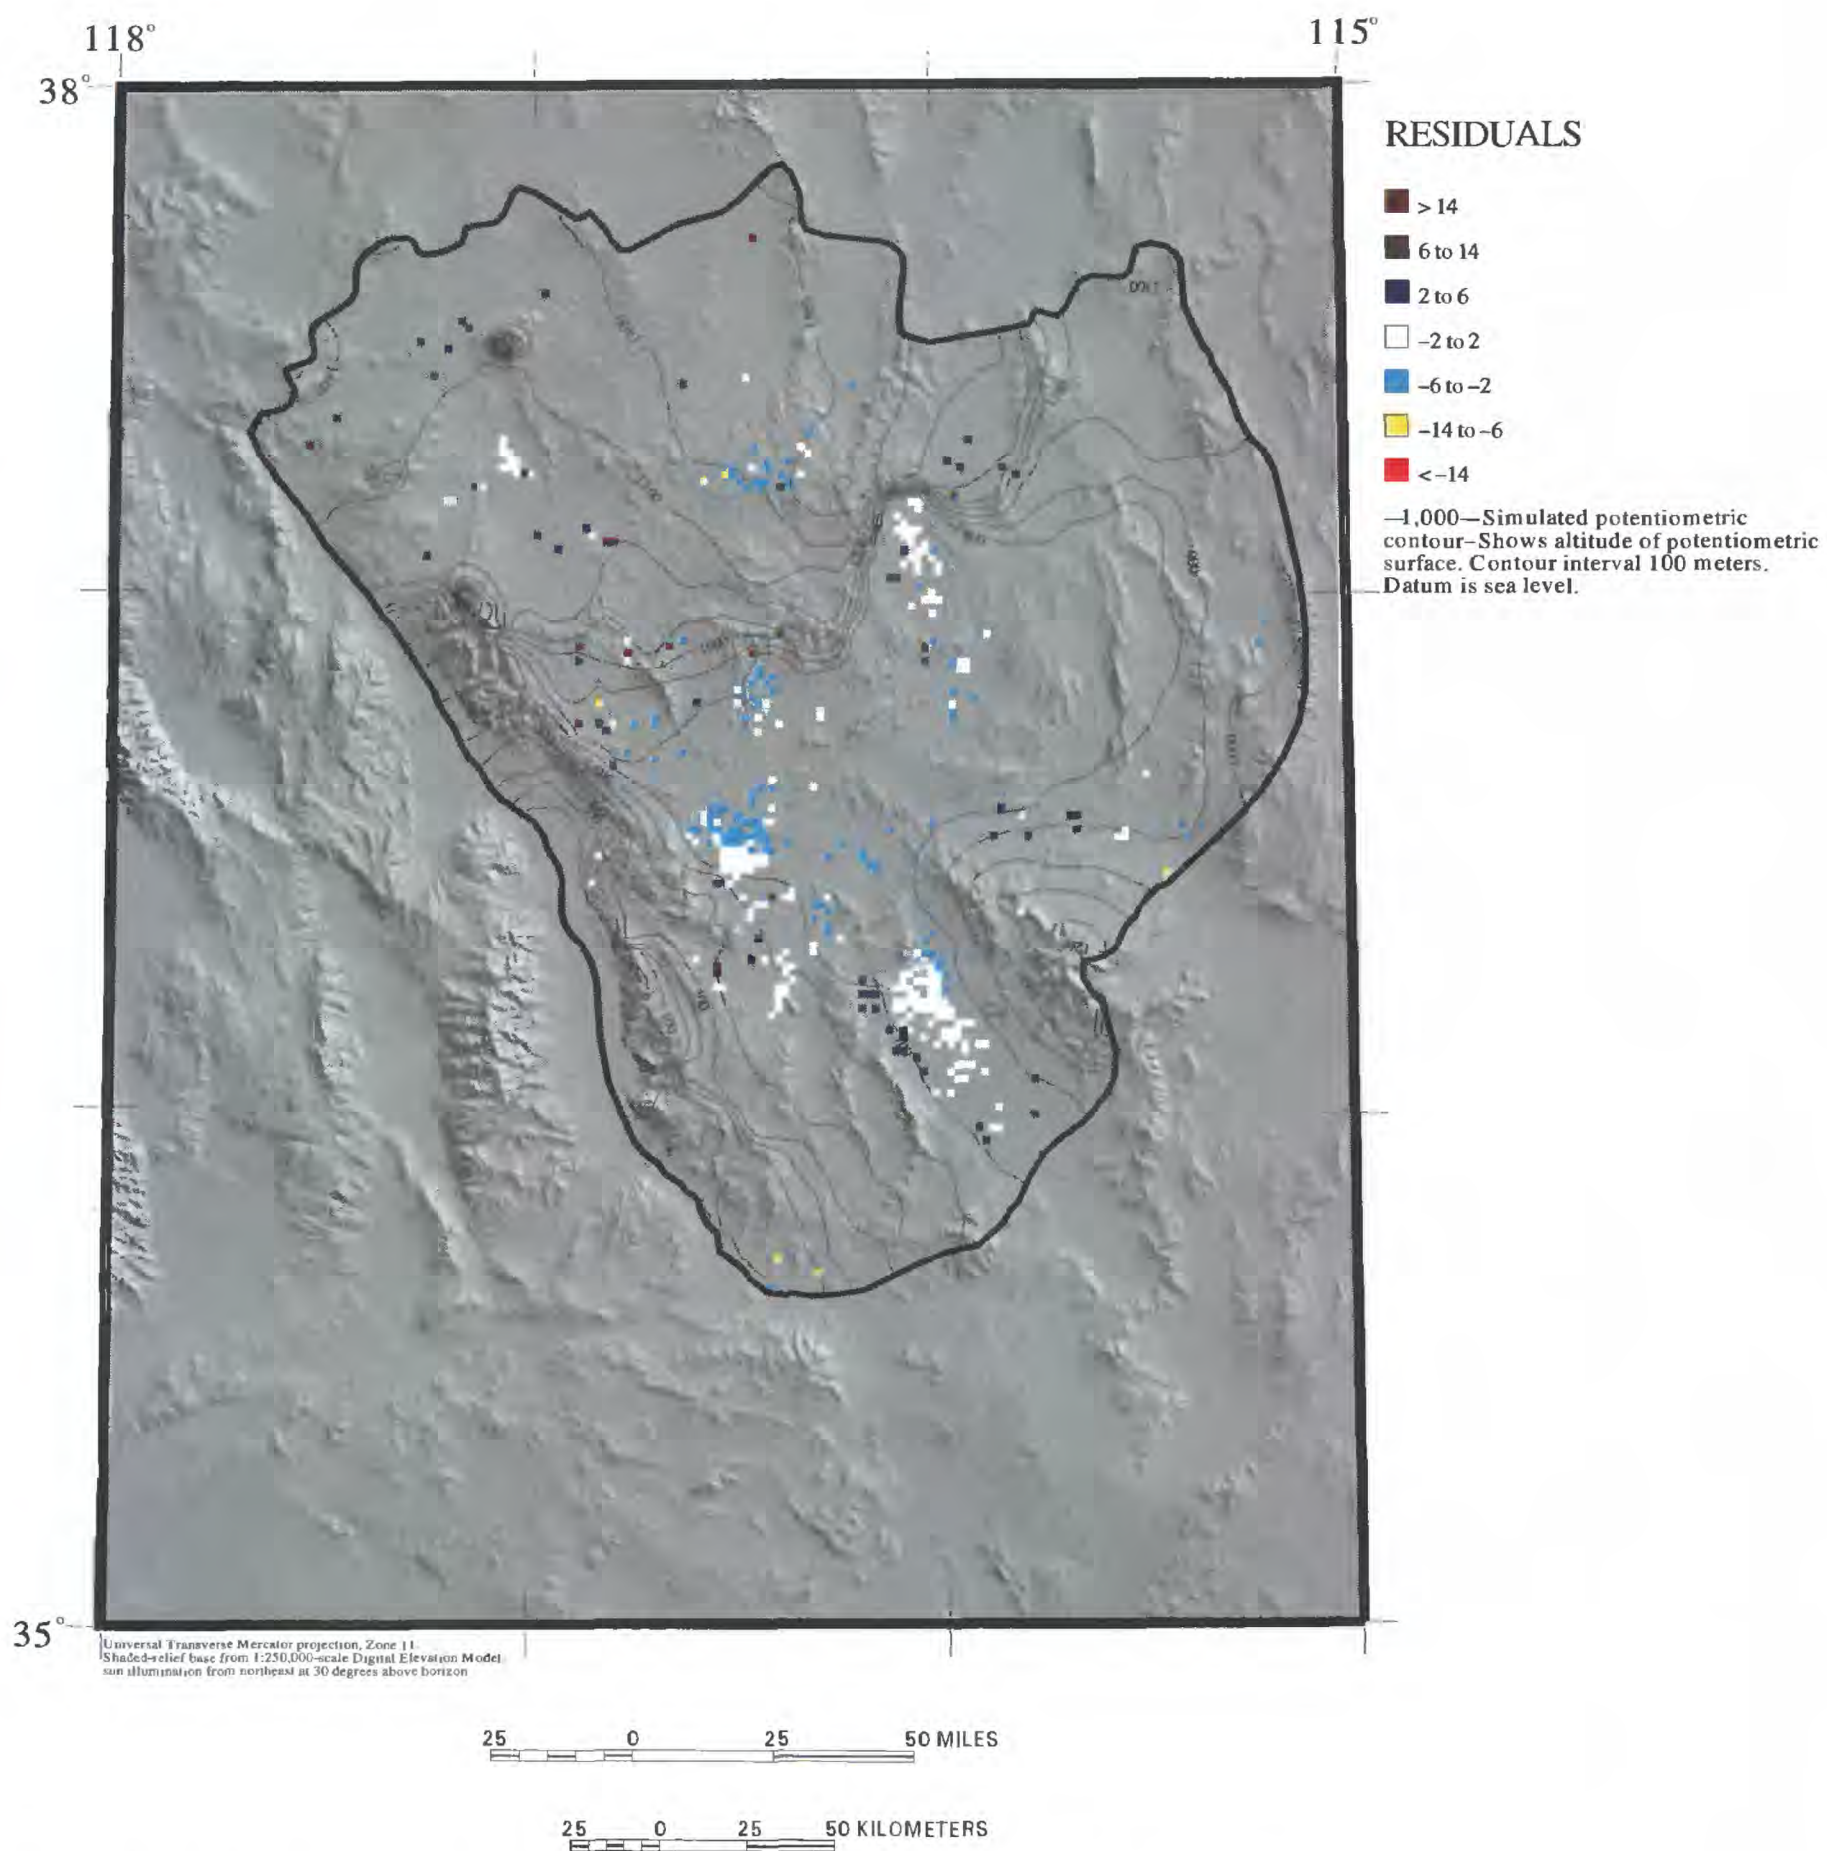 118°
115°
38°
RESIDUALS
> 14
6 to 14
2 to 6
-2 to 2
-6 to -2
-14 to -6
< -14
—1,000—Simulated potentiometric
contour-Shows altitude of potentiometric
surface. Contour interval 100 meters.
Datum is sea level.
35°
Universal Transverse Mercator projection, Zone 11.
Shaded-relief base from 1:250,000-scale Digital Elevation Model
sun illumination from northeast at 30 degrees above horizon
25 0 25 50 MILES
25 0 25 50 KILOMETERS